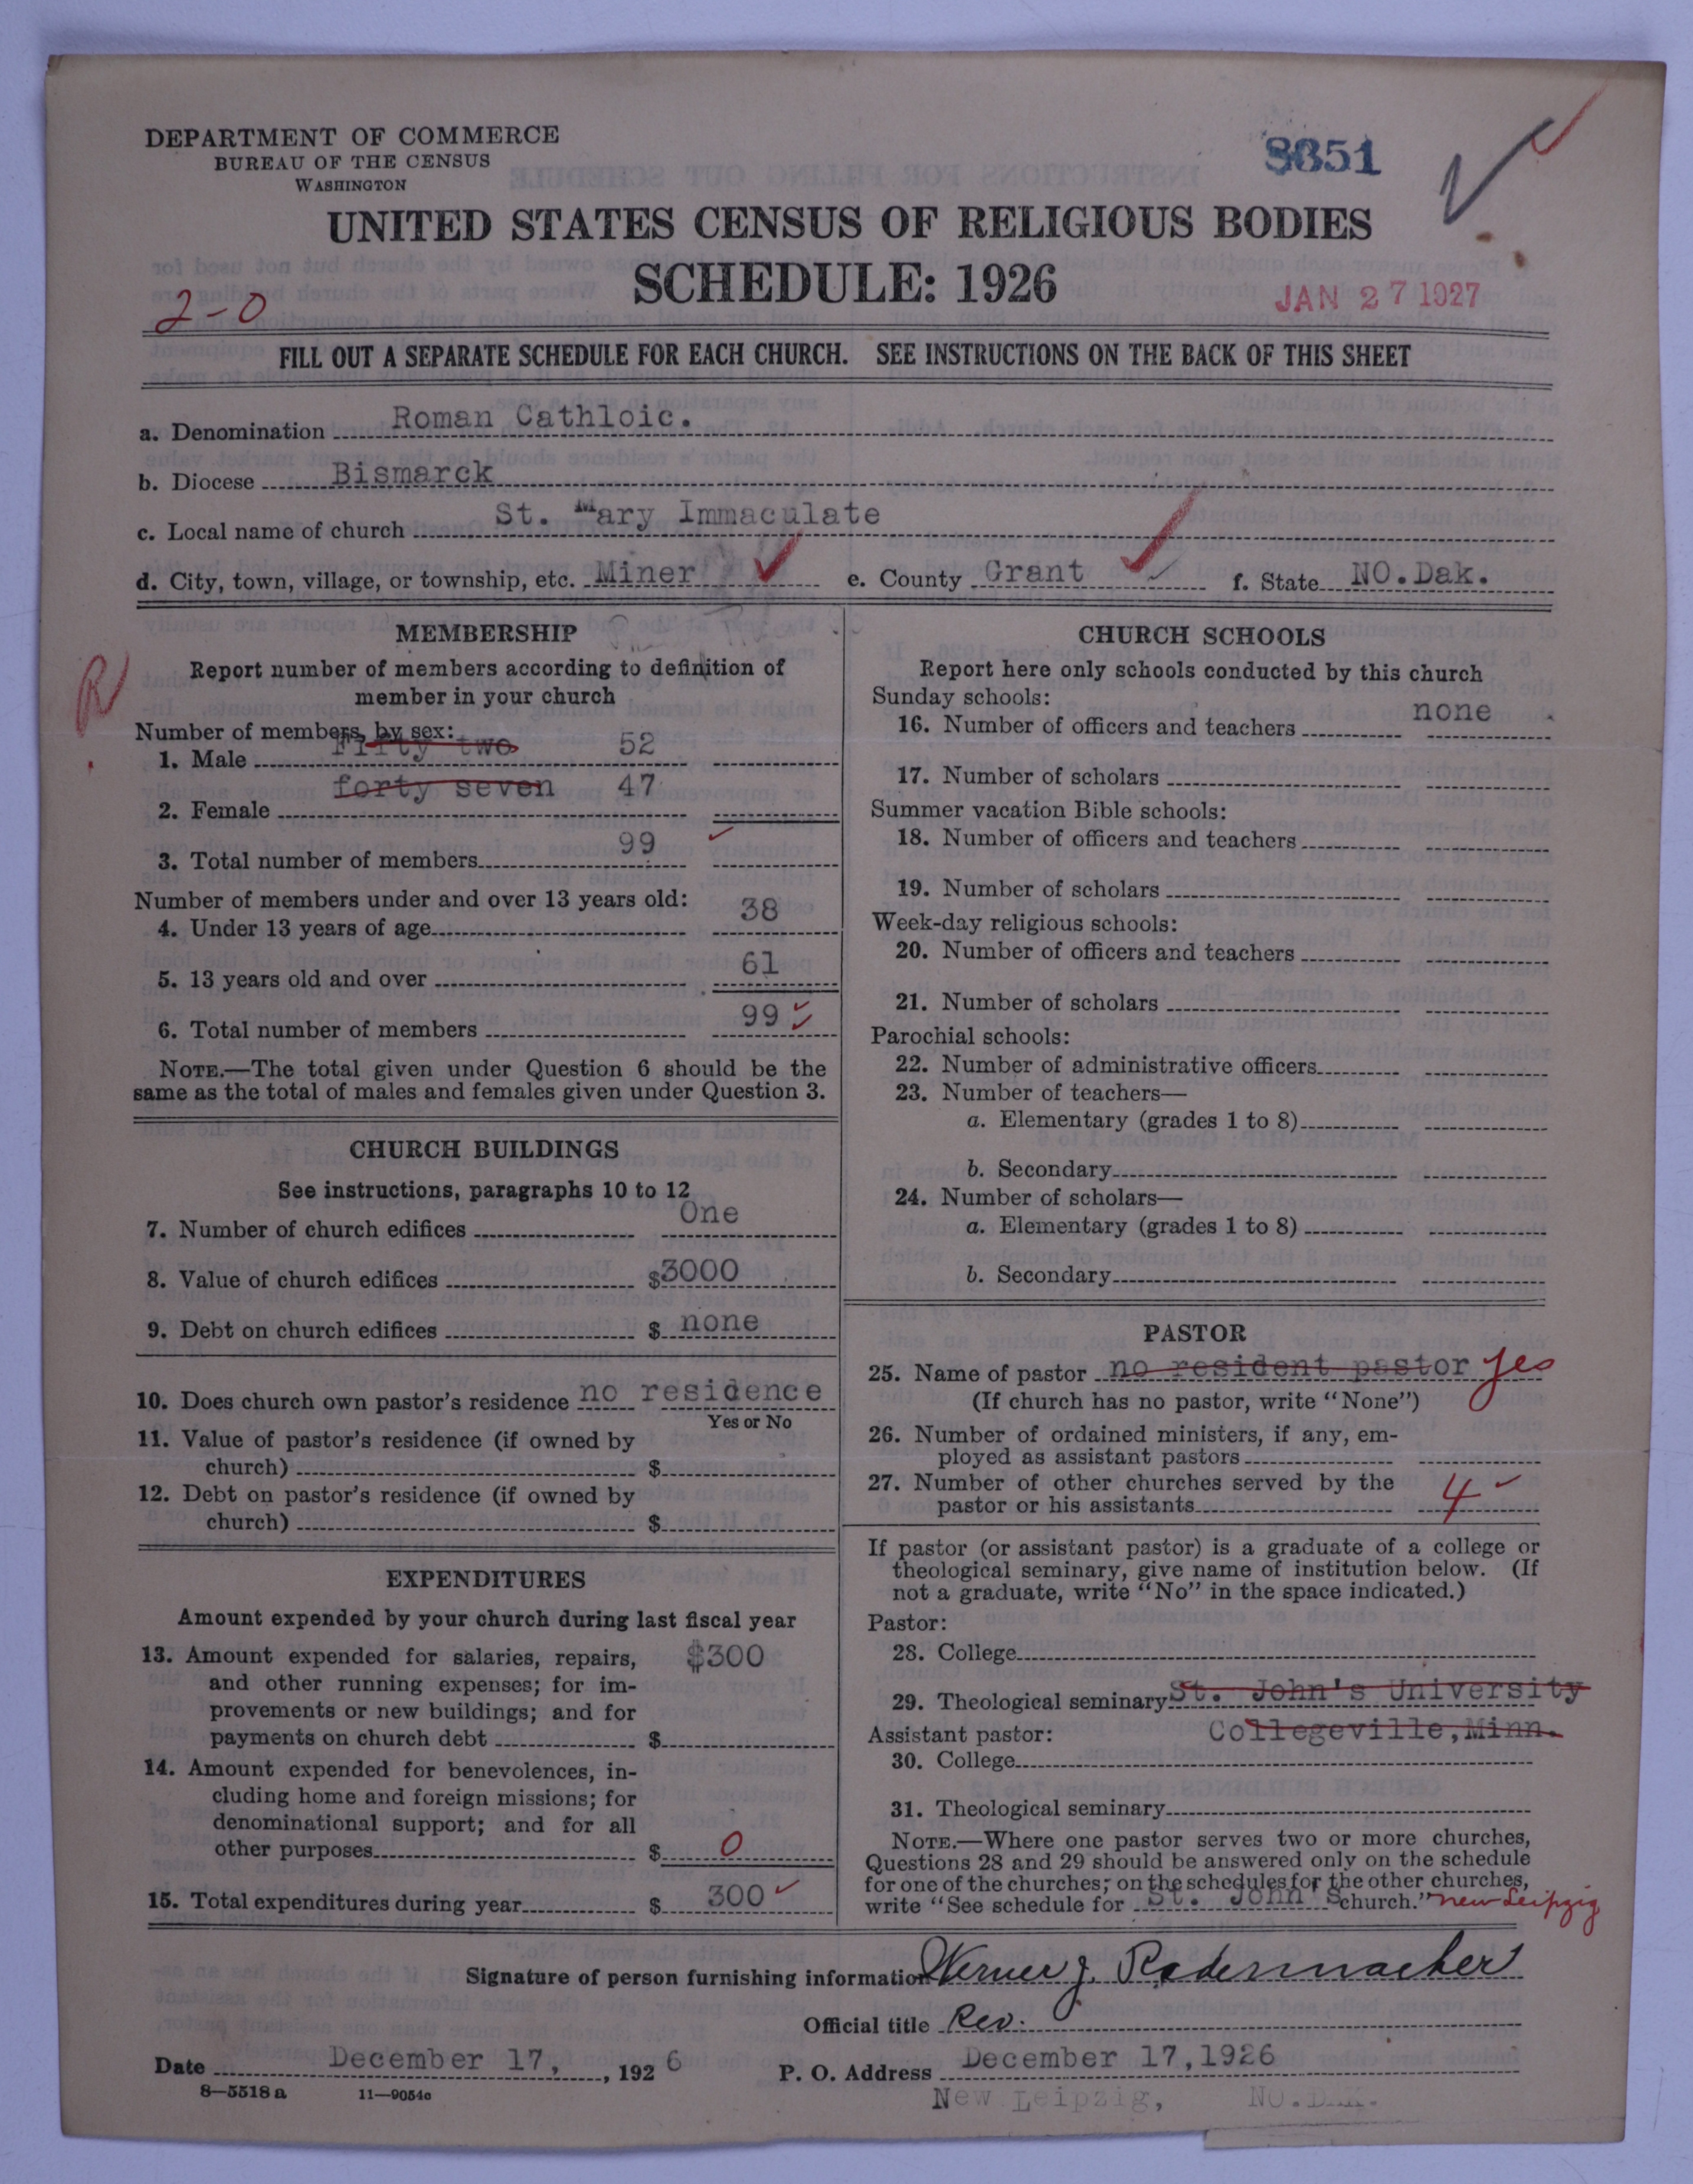 DEPARTMENT OF COMMERCE
BUREAU OF THE CENSUS
WASHINGTON
8651
UNITED STATES CENSUS OF RELIGIOUS BODIES
SCHEDULE: 1926
2-0
JAN 27 1927
FILL OUT A SEPARATE SCHEDULE FOR EACH CHURCH. SEE INSTRUCTIONS ON THE BACK OF THIS SHEET
a. Denomination Roman Cathloic.
b. Diocese Bismarck
c. Local name of church St. Mary Immaculate
d. City, town, village, or township, etc. Miner e. County Grant f. State NO.Dak.
MEMBERSHIP
R
Report number of members according to definition of
member in your church
Number of members, by sex:
1. Male Fifty two 52
2. Female forty seven 47
3. Total number of members 99
Number of members under and over 13 years old:
4. Under 13 years of age 38
5. 13 years old and over 61
6. Total number of members 99
NOTE.—The total given under Question 6 should be the
same as the total of males and females given under Question 3.
CHURCH BUILDINGS
See instructions, paragraphs 10 to 12
7. Number of church edifices One
8. Value of church edifices $3000
9. Debt on church edifices $ none
10. Does church own pastor's residence no residence
Yes or No
11. Value of pastor's residence (if owned by
church) $
12. Debt on pastor's residence (if owned by
church) $
EXPENDITURES
Amount expended by your church during last fiscal year
13. Amount expended for salaries, repairs, $300
and other running expenses; for im-
provements or new buildings; and for
payments on church debt $
14. Amount expended for benevolences, in-
cluding home and foreign missions; for
denominational support; and for all
other purposes $ 0
15. Total expenditures during year $ 300
CHURCH SCHOOLS
Report here only schools conducted by this church
Sunday schools:
16. Number of officers and teachers none
17. Number of scholars
Summer vacation Bible schools:
18. Number of officers and teachers
19. Number of scholars
Week-day religious schools:
20. Number of officers and teachers
21. Number of scholars
Parochial schools:
22. Number of administrative officers
23. Number of teachers—
a. Elementary (grades 1 to 8)
b. Secondary
24. Number of scholars—
a. Elementary (grades 1 to 8)
b. Secondary
PASTOR
25. Name of pastor no resident pastor yes
(If church has no pastor, write "None")
26. Number of ordained ministers, if any, em-
ployed as assistant pastors
27. Number of other churches served by the
pastor or his assistants 4
If pastor (or assistant pastor) is a graduate of a college or
theological seminary, give name of institution below. (If
not a graduate, write "No" in the space indicated.)
Pastor:
28. College
29. Theological seminary St. John's University
Assistant pastor: Collegeville,Minn.
30. College
31. Theological seminary
NOTE.—Where one pastor serves two or more churches,
Questions 28 and 29 should be answered only on the schedule
for one of the churches; on the schedules for the other churches,
write "See schedule for St. John's church." New Leipzig
Signature of person furnishing information Werner J. Radermacher
Official title Rev.
Date December 17, 1926 P. O. Address December 17,1926
8—5518 a 11—9054c New Leipzig, NO.Dak.